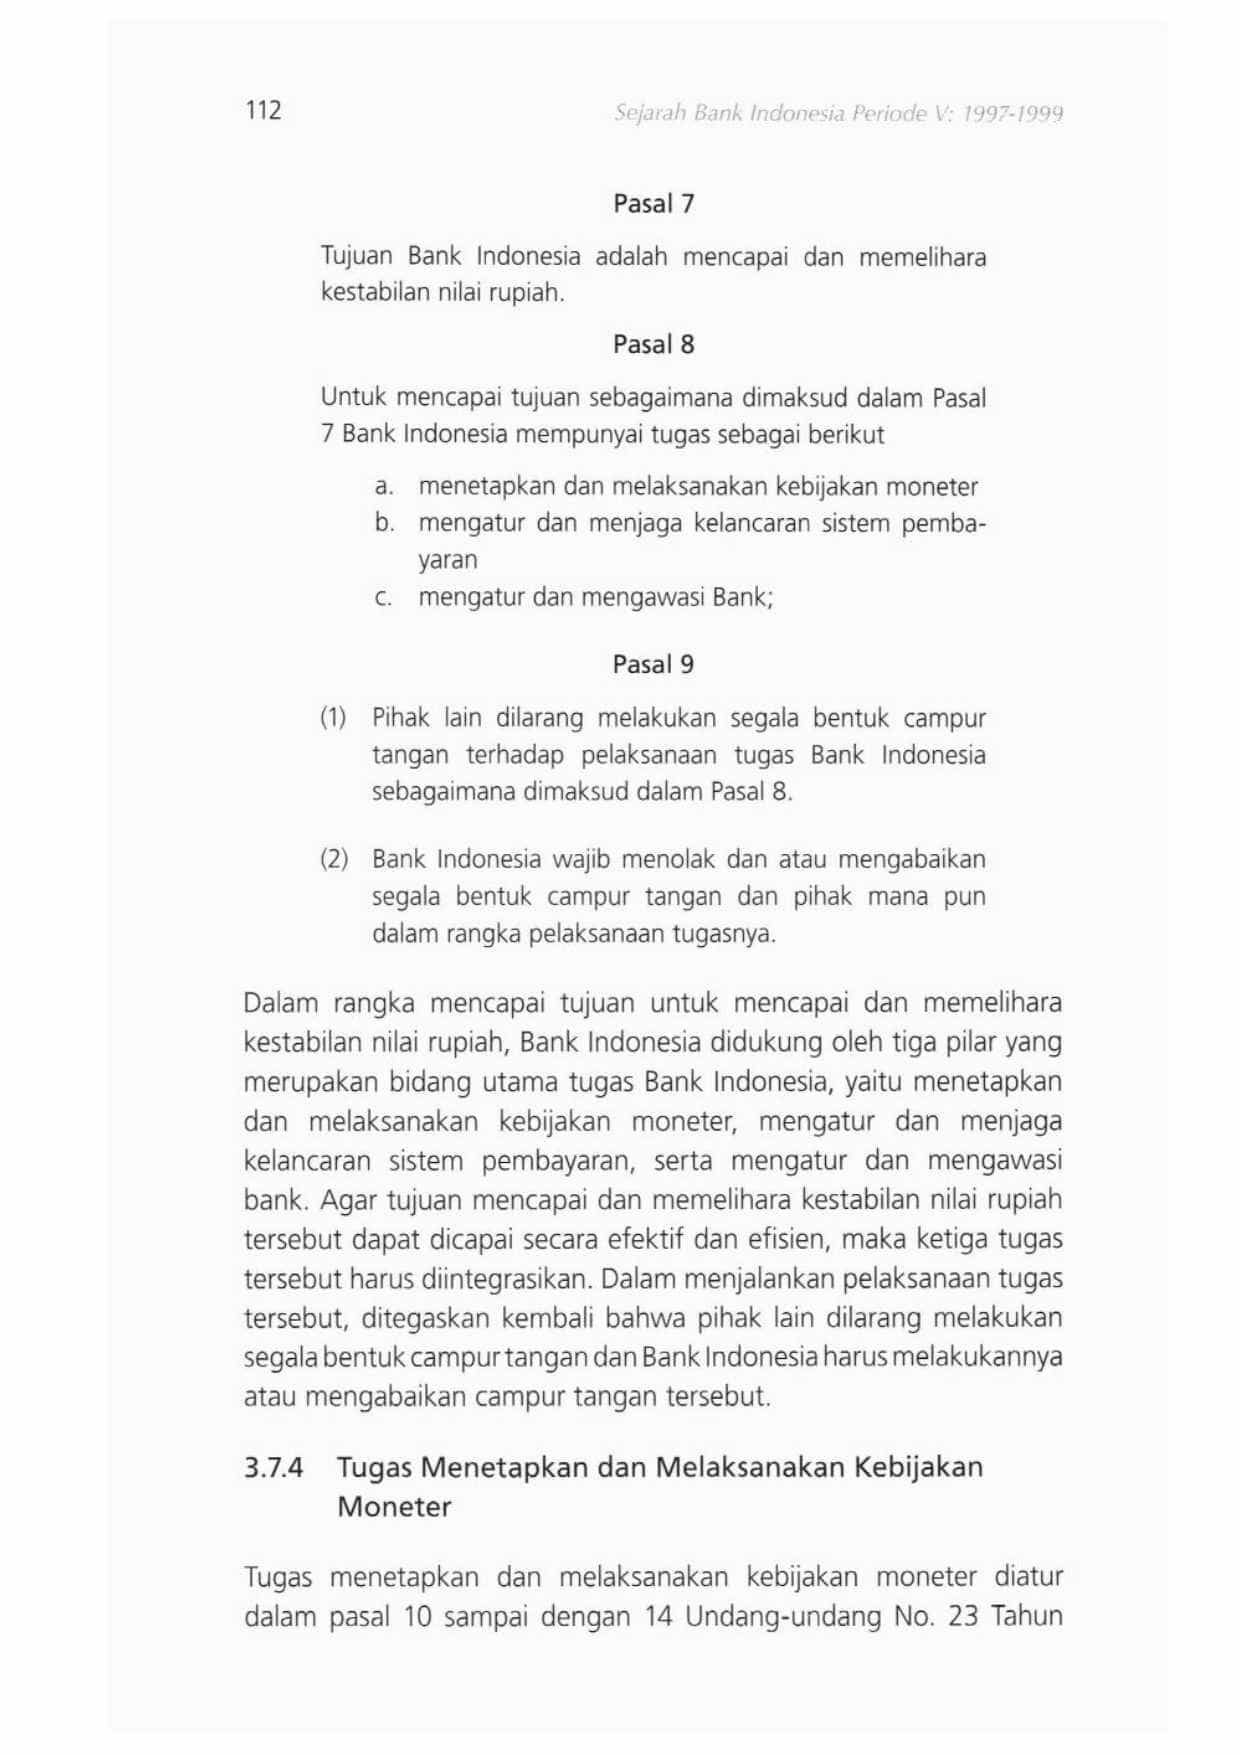 112
Sejarah Bank Indonesia Periode V: 1997-1999
Pasal 7
Tujuan Bank Indonesia adalah mencapai dan memelihara
kestabilan nilai rupiah.
Pasal 8
Untuk mencapai tujuan sebagaimana dimaksud dalam Pasal
7 Bank Indonesia mempunyai tugas sebagai berikut
a. menetapkan dan melaksanakan kebijakan moneter
b. mengatur dan menjaga kelancaran sistem pemba-
yaran
c. mengatur dan mengawasi Bank;
Pasal 9
(1) Pihak lain dilarang melakukan segala bentuk campur
tangan terhadap pelaksanaan tugas Bank Indonesia
sebagaimana dimaksud dalam Pasal 8.
(2) Bank Indonesia wajib menolak dan atau mengabaikan
segala bentuk campur tangan dan pihak mana pun
dalam rangka pelaksanaan tugasnya.
Dalam rangka mencapai tujuan untuk mencapai dan memelihara
kestabilan nilai rupiah, Bank Indonesia didukung oleh tiga pilar yang
merupakan bidang utama tugas Bank Indonesia, yaitu menetapkan
dan melaksanakan kebijakan moneter, mengatur dan menjaga
kelancaran sistem pembayaran, serta mengatur dan mengawasi
bank. Agar tujuan mencapai dan memelihara kestabilan nilai rupiah
tersebut dapat dicapai secara efektif dan efisien, maka ketiga tugas
tersebut harus diintegrasikan. Dalam menjalankan pelaksanaan tugas
tersebut, ditegaskan kembali bahwa pihak lain dilarang melakukan
segala bentuk campur tangan dan Bank Indonesia harus melakukannya
atau mengabaikan campur tangan tersebut.
3.7.4 Tugas Menetapkan dan Melaksanakan Kebijakan
Moneter
Tugas menetapkan dan melaksanakan kebijakan moneter diatur
dalam pasal 10 sampai dengan 14 Undang-undang No. 23 Tahun